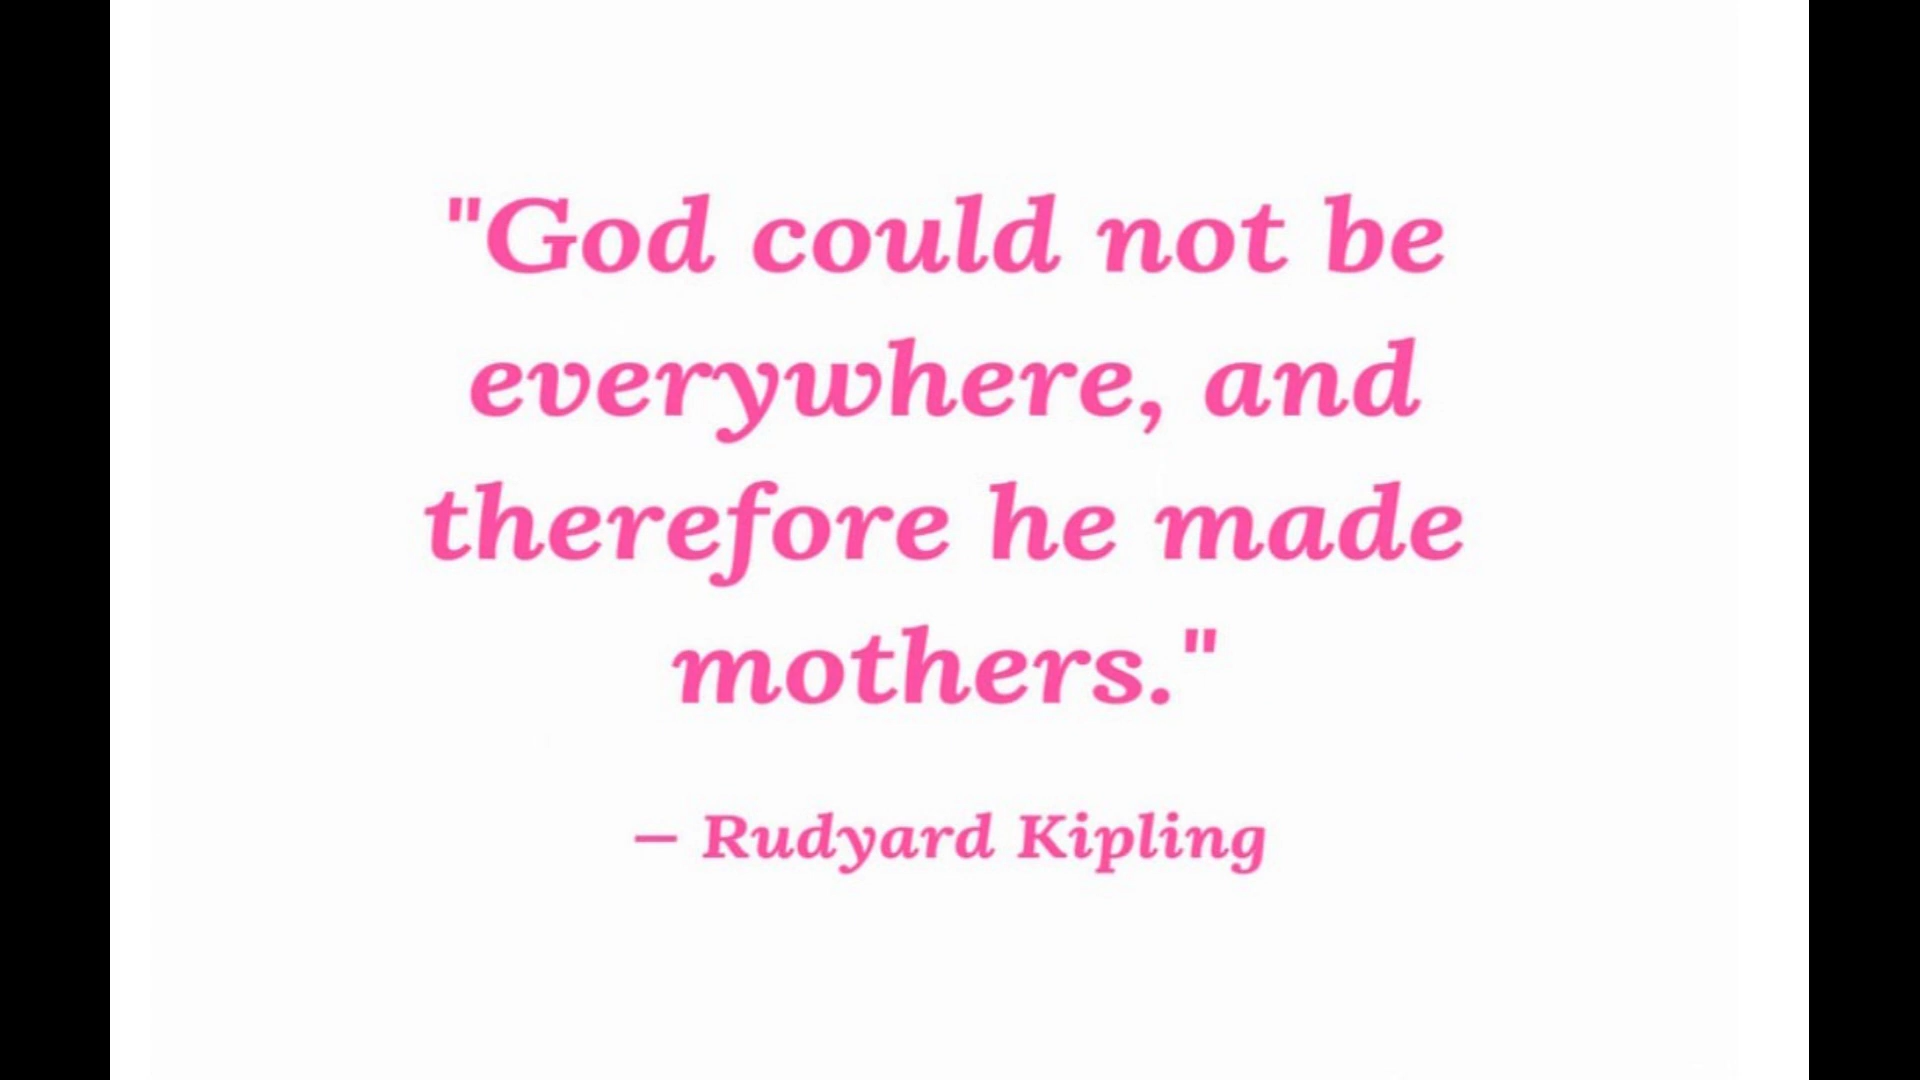 "God could not be
everywhere, and
therefore he made
mothers."
— Rudyard Kipling